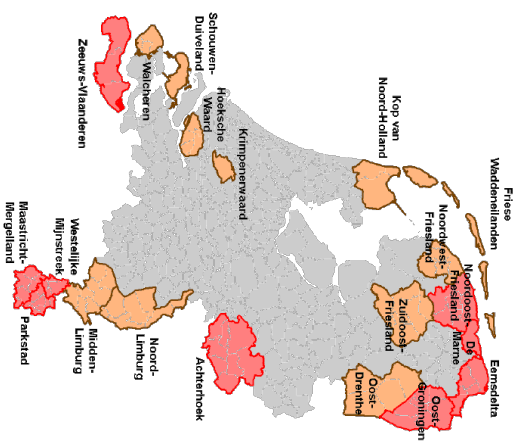 Friese
Waddeneilanden
Eemsdelta
De
Marne
Noordoost-
Friesland
Noordwest-
Friesland
Oost-
Groningen
Kop van
Noord-Holland
Zuidoost-
Friesland
Oost-
Drenthe
Krimpenerwaard
Hoeksche
Waard
Schouwen-
Duiveland
Achterhoek
Walcheren
Noord-
Limburg
Zeeuws-Vlaanderen
Midden-
Limburg
Westelijke
Mijnstreek
Maastricht-
Mergelland
Parkstad